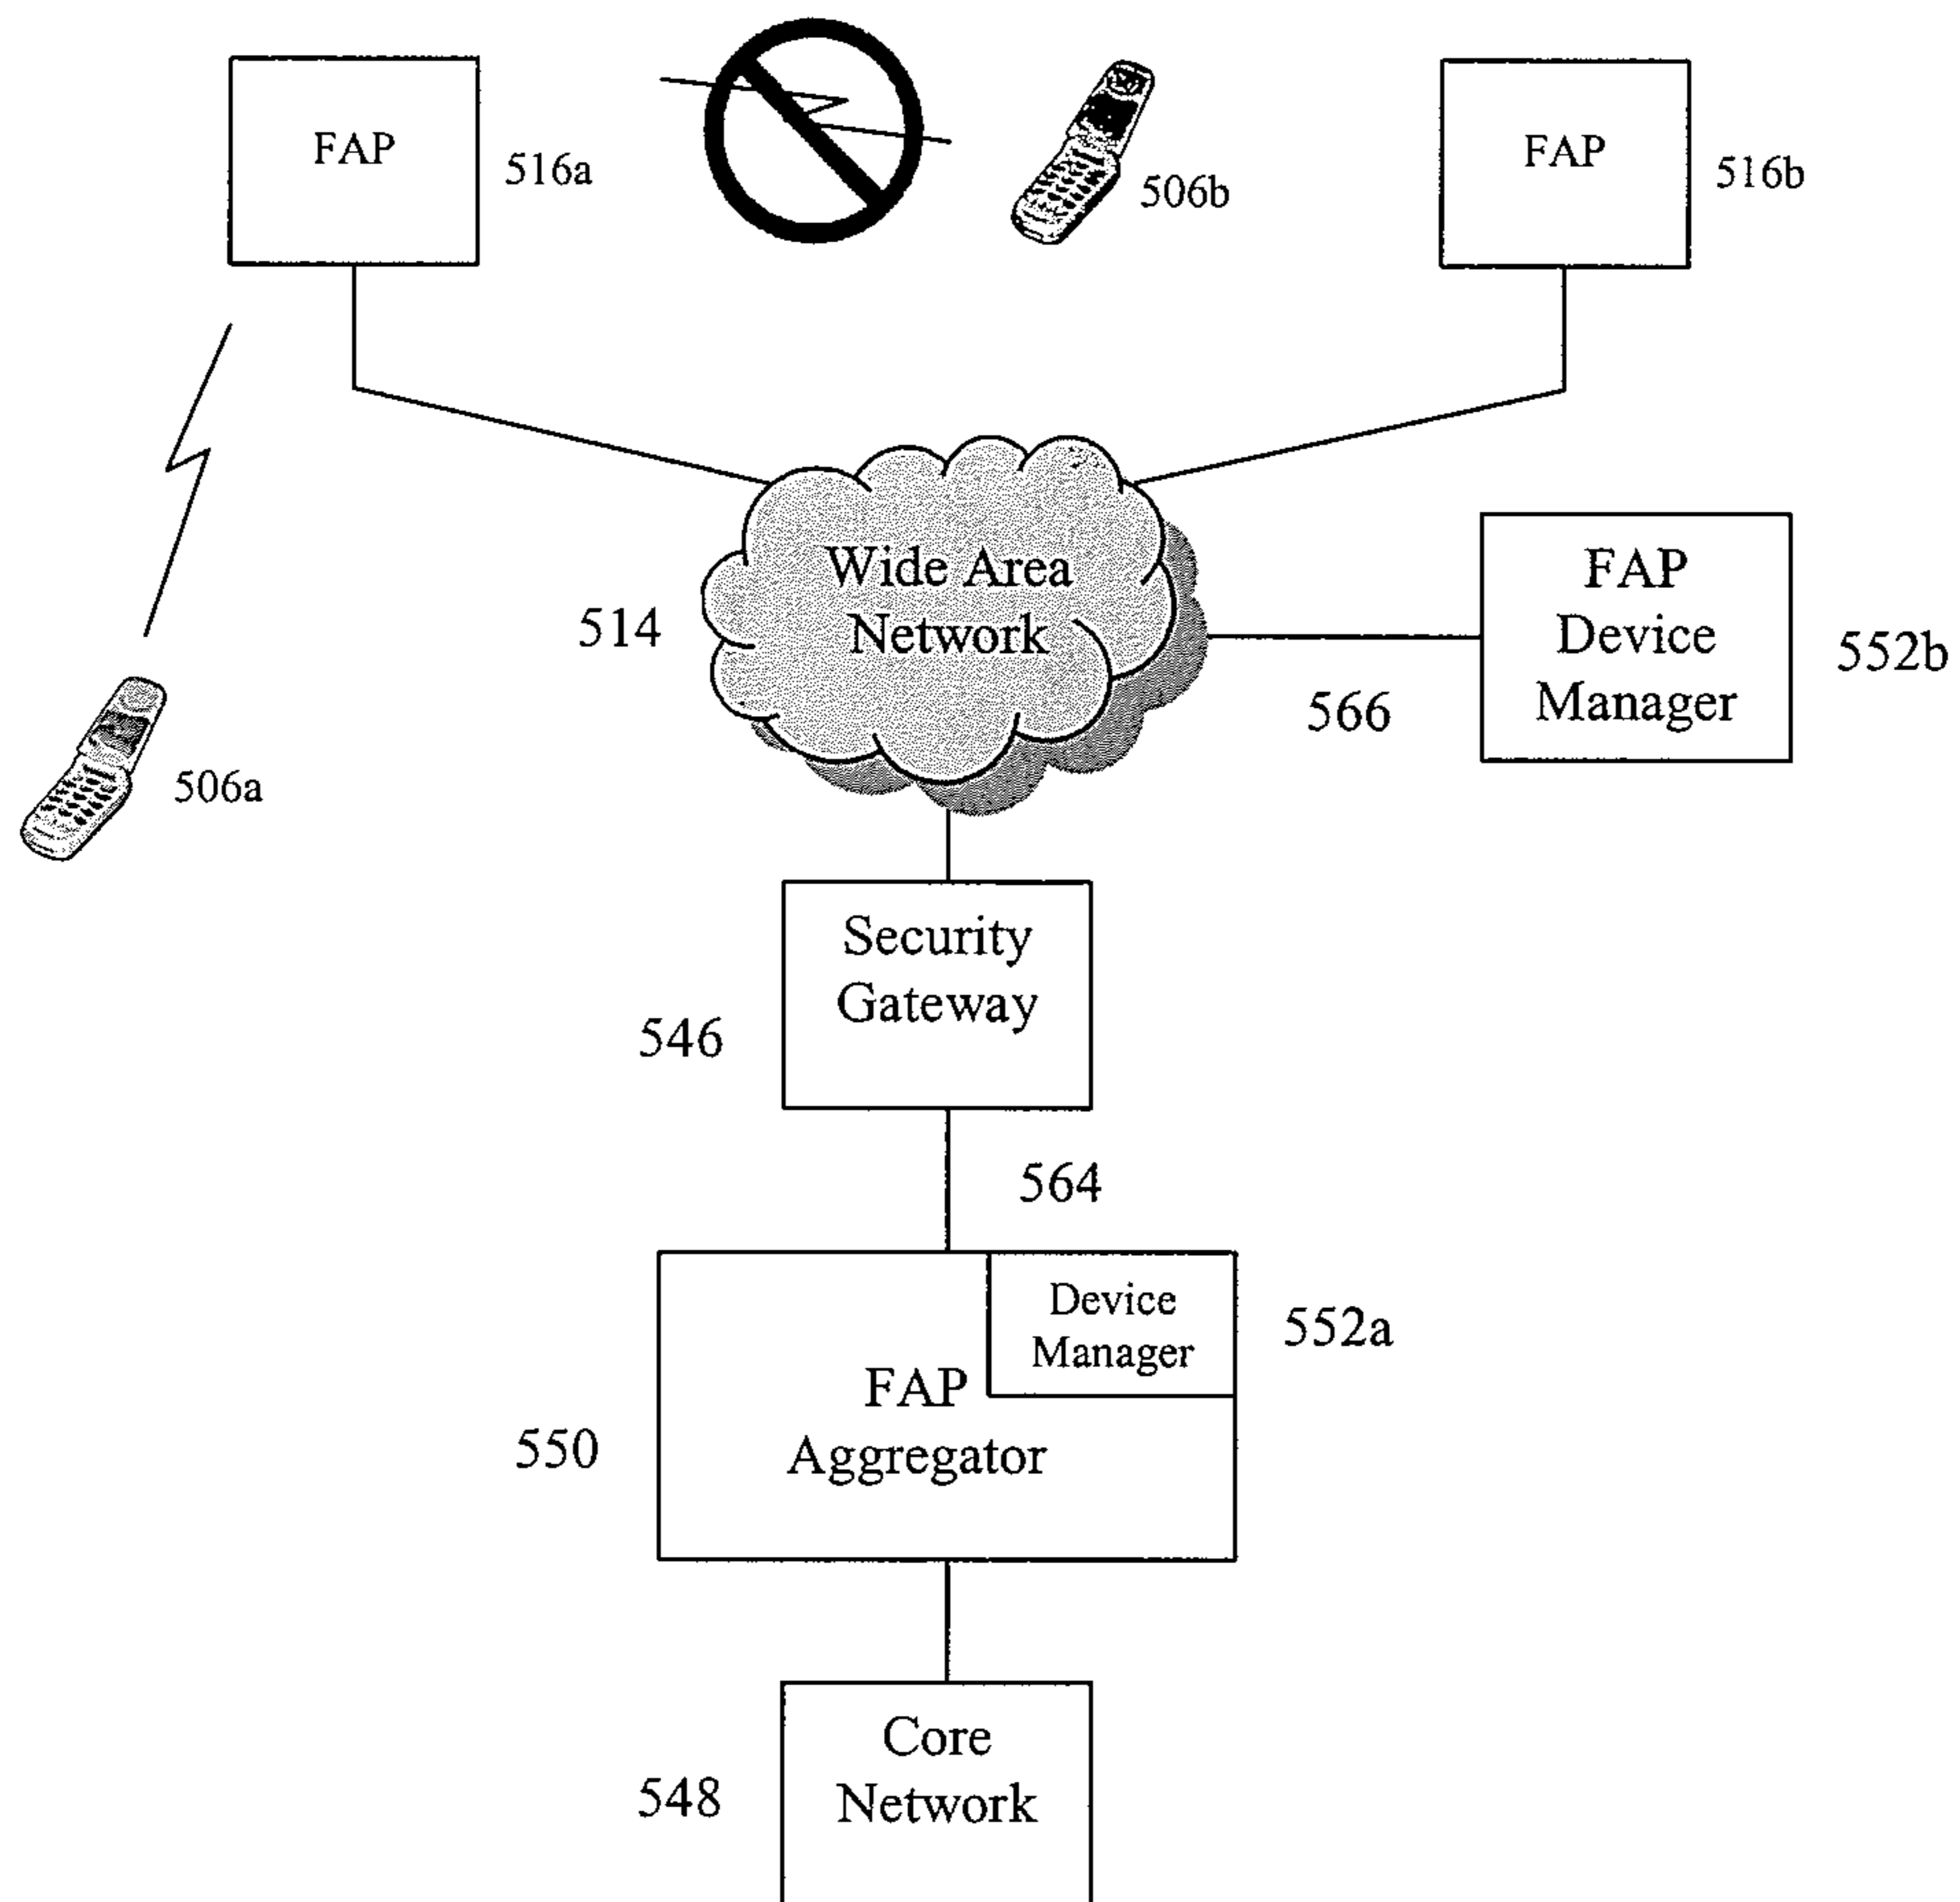 FAP
516a
506b
FAP
516b
Wide Area
Network
514
FAP
Device
Manager
552b
566
506a
Security
Gateway
546
564
Device
Manager
552a
FAP
Aggregator
550
Core
Network
548